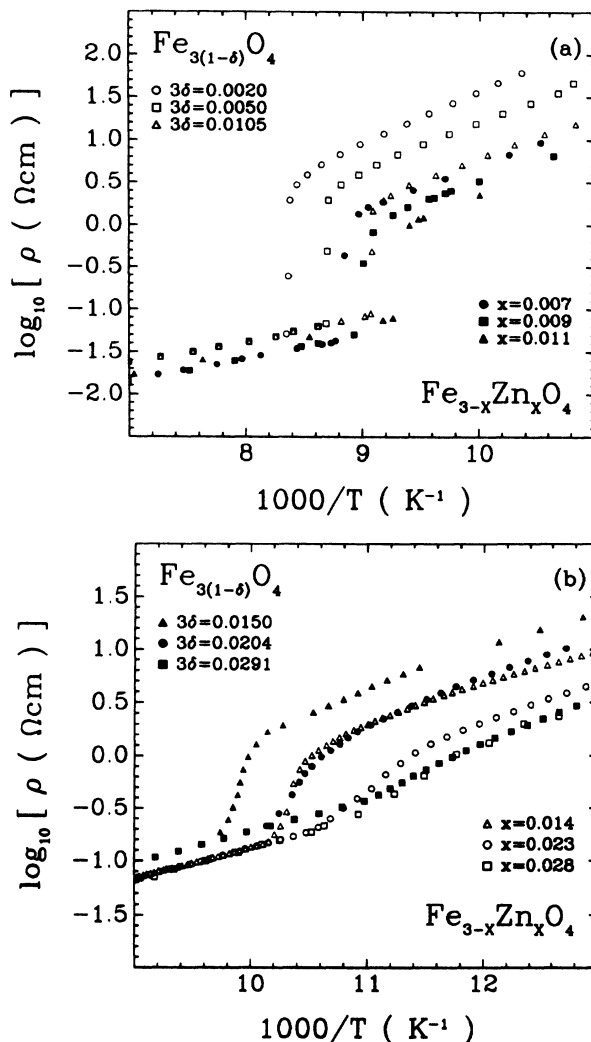 Fe₃₍₁₋δ₎O₄
(a)
○ 3δ=0.0020
□ 3δ=0.0050
△ 3δ=0.0105
2.0
1.5
1.0
0.5
0.0
−0.5
−1.0
−1.5
−2.0
log₁₀ [ ρ ( Ωcm ) ]
● x=0.007
■ x=0.009
▲ x=0.011
Fe₃₋ₓZnₓO₄
8 9 10
1000/T ( K⁻¹ )
Fe₃₍₁₋δ₎O₄
(b)
▲ 3δ=0.0150
● 3δ=0.0204
■ 3δ=0.0291
1.5
1.0
0.5
0.0
−0.5
−1.0
−1.5
log₁₀ [ ρ ( Ωcm ) ]
△ x=0.014
○ x=0.023
□ x=0.028
Fe₃₋ₓZnₓO₄
10 11 12
1000/T ( K⁻¹ )